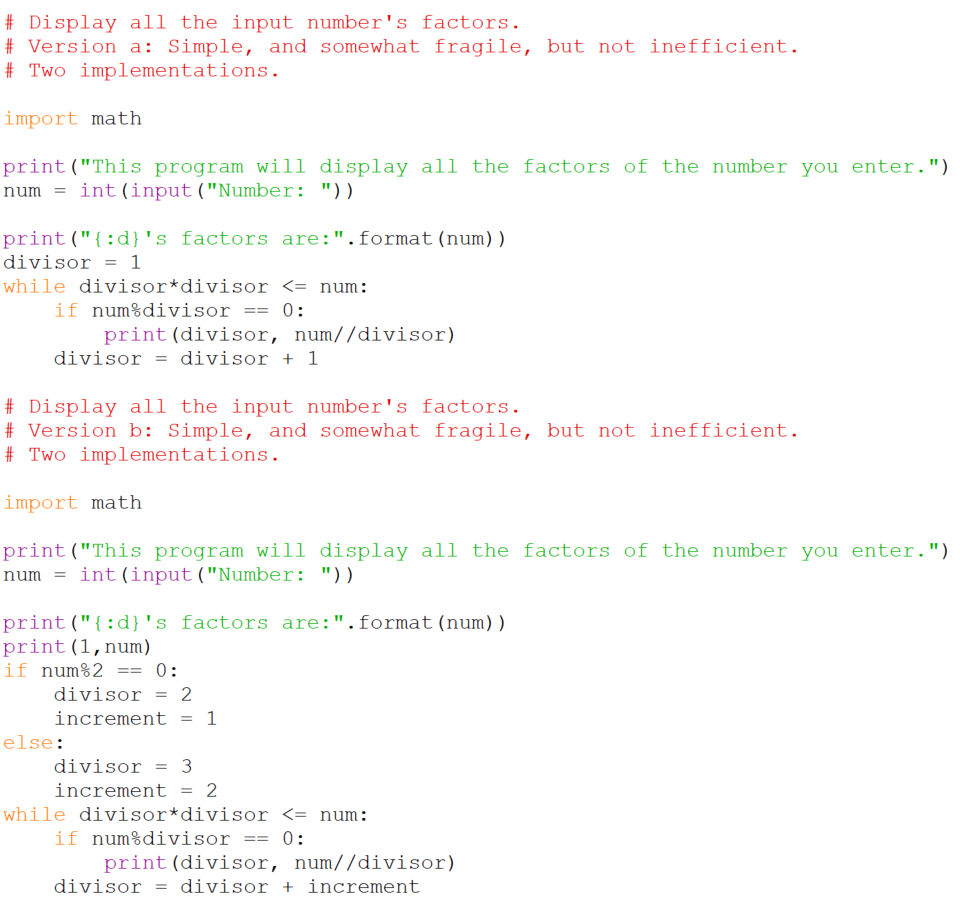 # Display all the input number's factors.
# Version a: Simple, and somewhat fragile, but not inefficient.
# Two implementations.

import math

print("This program will display all the factors of the number you enter.")
num = int(input("Number: "))

print("{:d}'s factors are:".format(num))
divisor = 1
while divisor*divisor <= num:
    if num%divisor == 0:
        print(divisor, num//divisor)
    divisor = divisor + 1

# Display all the input number's factors.
# Version b: Simple, and somewhat fragile, but not inefficient.
# Two implementations.

import math

print("This program will display all the factors of the number you enter.")
num = int(input("Number: "))

print("{:d}'s factors are:".format(num))
print(1,num)
if num%2 == 0:
    divisor = 2
    increment = 1
else:
    divisor = 3
    increment = 2
while divisor*divisor <= num:
    if num%divisor == 0:
        print(divisor, num//divisor)
    divisor = divisor + increment